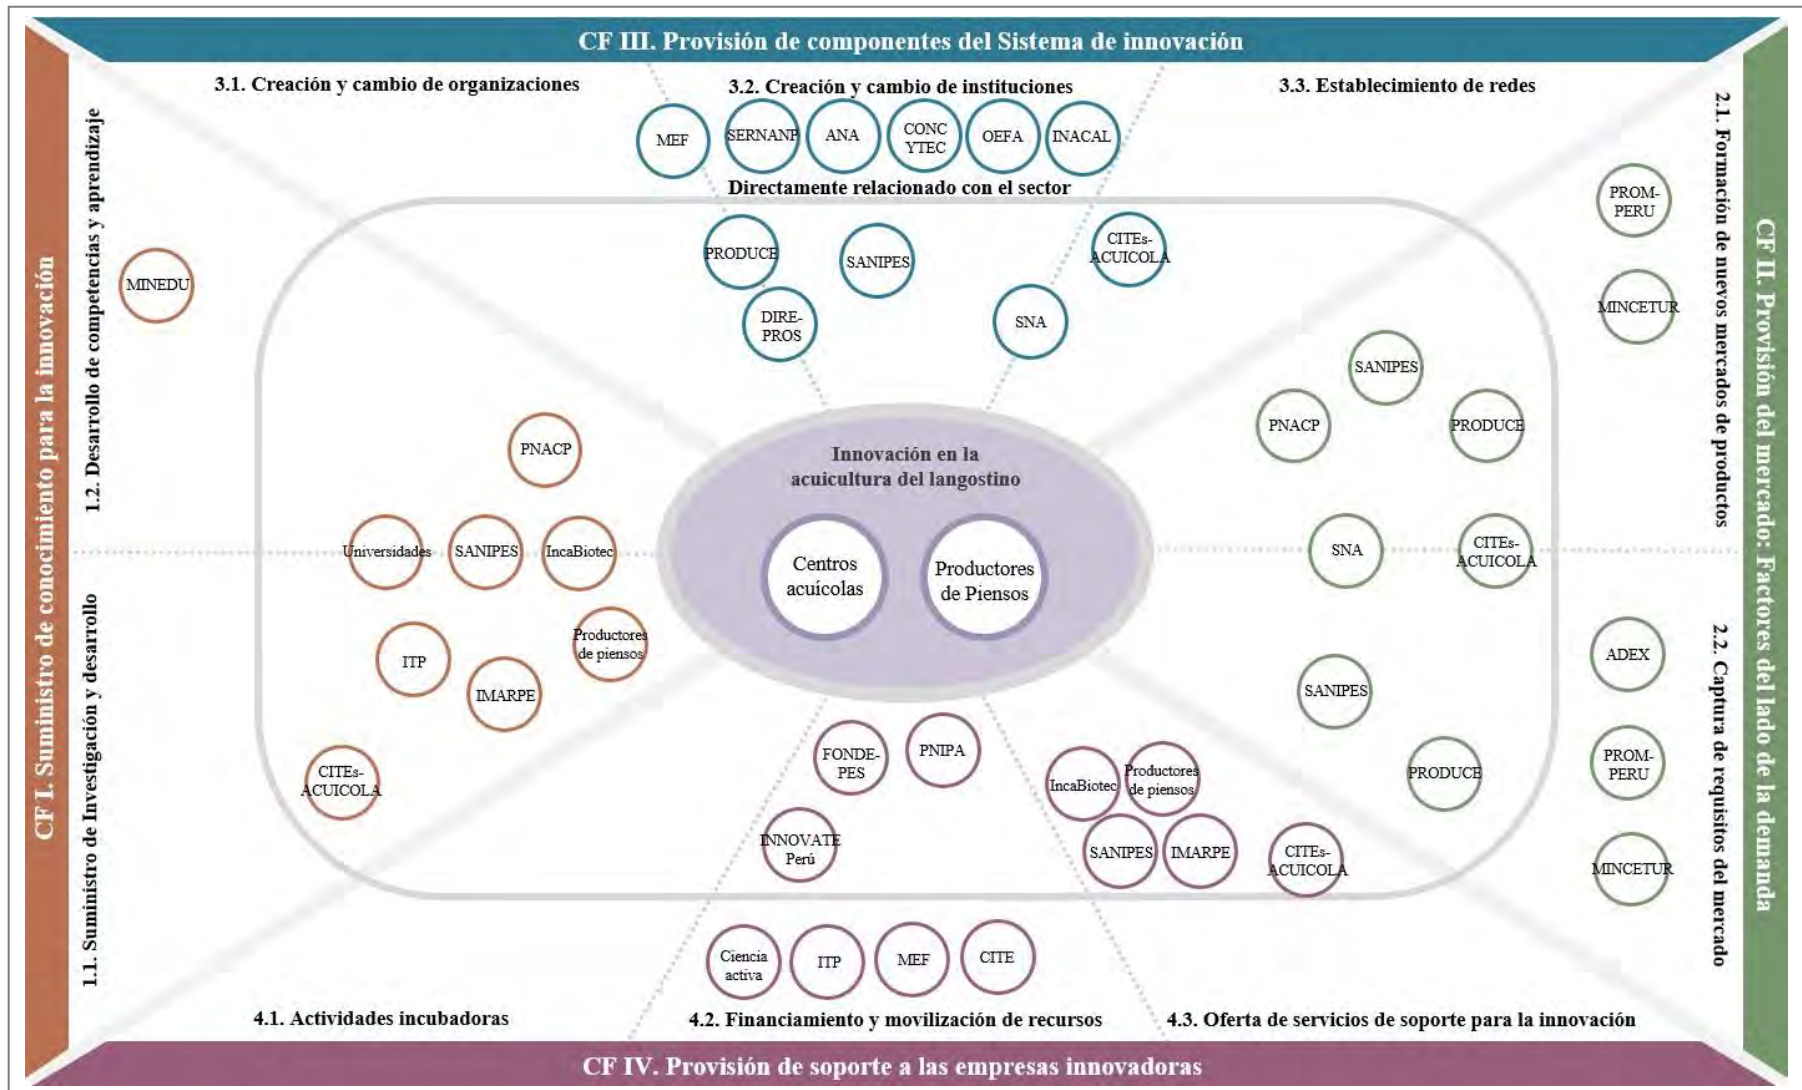 CF III. Provisión de componentes del Sistema de innovación
3.1. Creación y cambio de organizaciones
3.2. Creación y cambio de instituciones
3.3. Establecimiento de redes
MEF
SERNANP
ANA
CONC
YTEC
OEFA
INACAL
Directamente relacionado con el sector
PRODUCE
SANIPES
CITEs-
ACUICOLA
DIRE-
PROS
SNA
CF I. Suministro de conocimiento para la innovación
1.2. Desarrollo de competencias y aprendizaje
MINEDU
PNACP
Universidades
SANIPES
IncaBiotec
ITP
IMARPE
Productores
de piensos
CITEs-
ACUICOLA
1.1. Suministro de Investigación y desarrollo
Innovación en la
acuicultura del langostino
Centros
acuícolas
Productores
de Piensos
CF II. Provisión del mercado: Factores del lado de la demanda
2.1. Formación de nuevos mercados de productos
PROM-
PERU
MINCETUR
SANIPES
PNACP
PRODUCE
SNA
CITEs-
ACUICOLA
2.2. Captura de requisitos del mercado
SANIPES
PRODUCE
ADEX
PROM-
PERU
MINCETUR
FONDE-
PES
PNIPA
INNOVATE
Perú
IncaBiotec
Productores
de piensos
SANIPES
IMARPE
CITEs-
ACUICOLA
Ciencia
activa
ITP
MEF
CITE
4.1. Actividades incubadoras
4.2. Financiamiento y movilización de recursos
4.3. Oferta de servicios de soporte para la innovación
CF IV. Provisión de soporte a las empresas innovadoras